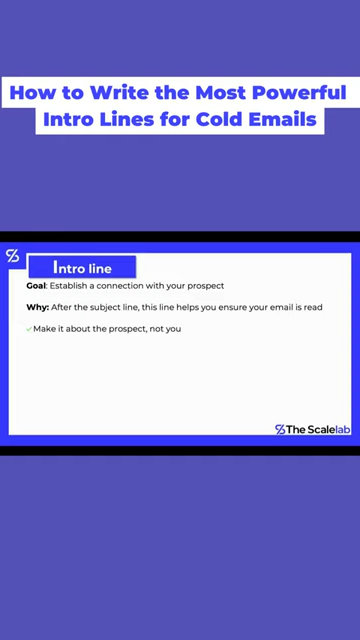 How to Write the Most Powerful
Intro Lines for Cold Emails
Intro line
Goal: Establish a connection with your prospect
Why: After the subject line, this line helps you ensure your email is read
✓Make it about the prospect, not you
The Scalelab